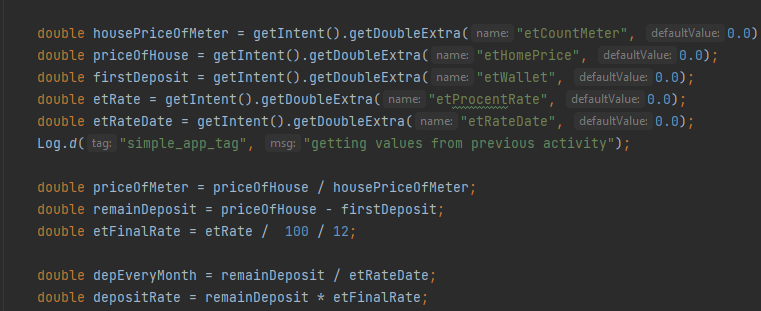 double housePriceOfMeter = getIntent().getDoubleExtra( name: "etCountMeter", defaultValue: 0.0)
double priceOfHouse = getIntent().getDoubleExtra( name: "etHomePrice", defaultValue: 0.0);
double firstDeposit = getIntent().getDoubleExtra( name: "etWallet", defaultValue: 0.0);
double etRate = getIntent().getDoubleExtra( name: "etProcentRate", defaultValue: 0.0);
double etRateDate = getIntent().getDoubleExtra( name: "etRateDate", defaultValue: 0.0);
Log.d( tag: "simple_app_tag", msg: "getting values from previous activity");
double priceOfMeter = priceOfHouse / housePriceOfMeter;
double remainDeposit = priceOfHouse - firstDeposit;
double etFinalRate = etRate / 100 / 12;
double depEveryMonth = remainDeposit / etRateDate;
double depositRate = remainDeposit * etFinalRate;